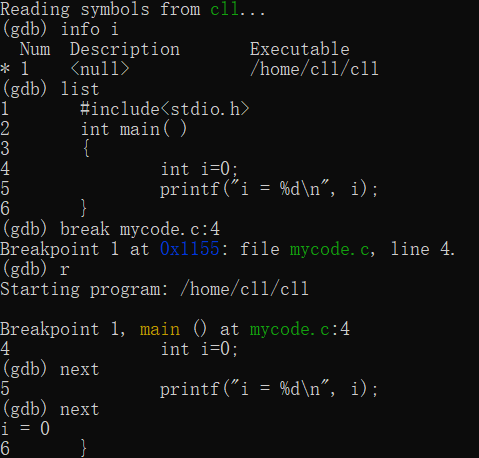 Reading symbols from cll...
(gdb) info i
  Num  Description       Executable
* 1    <null>            /home/cll/cll
(gdb) list
1       #include<stdio.h>
2       int main( )
3       {
4               int i=0;
5               printf("i = %d\n", i);
6       }
(gdb) break mycode.c:4
Breakpoint 1 at 0x1155: file mycode.c, line 4.
(gdb) r
Starting program: /home/cll/cll

Breakpoint 1, main () at mycode.c:4
4               int i=0;
(gdb) next
5               printf("i = %d\n", i);
(gdb) next
i = 0
6       }